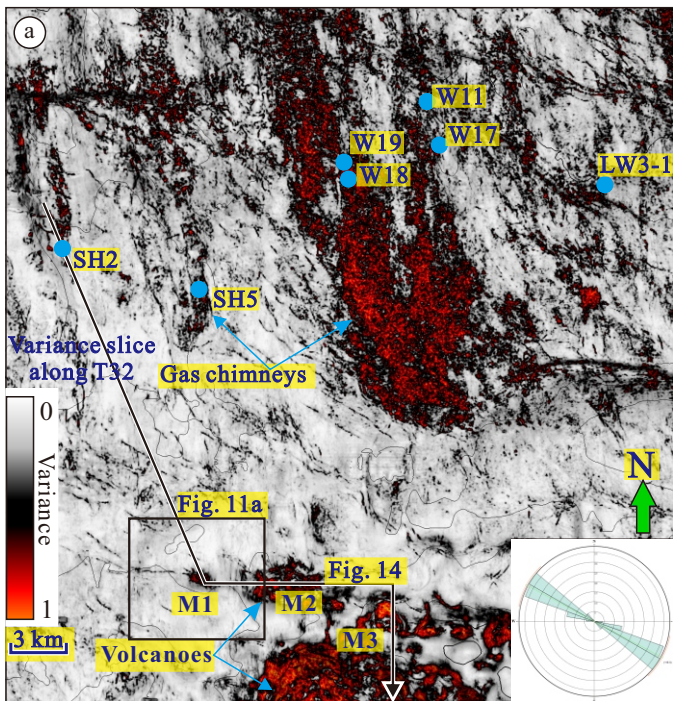 a
W11
W17
W19
W18
LW3-1
SH2
SH5
Variance slice
along T32
Gas chimneys
0
Variance
1
3 km
N
Fig. 11a
Fig. 14
M1
M2
M3
Volcanoes